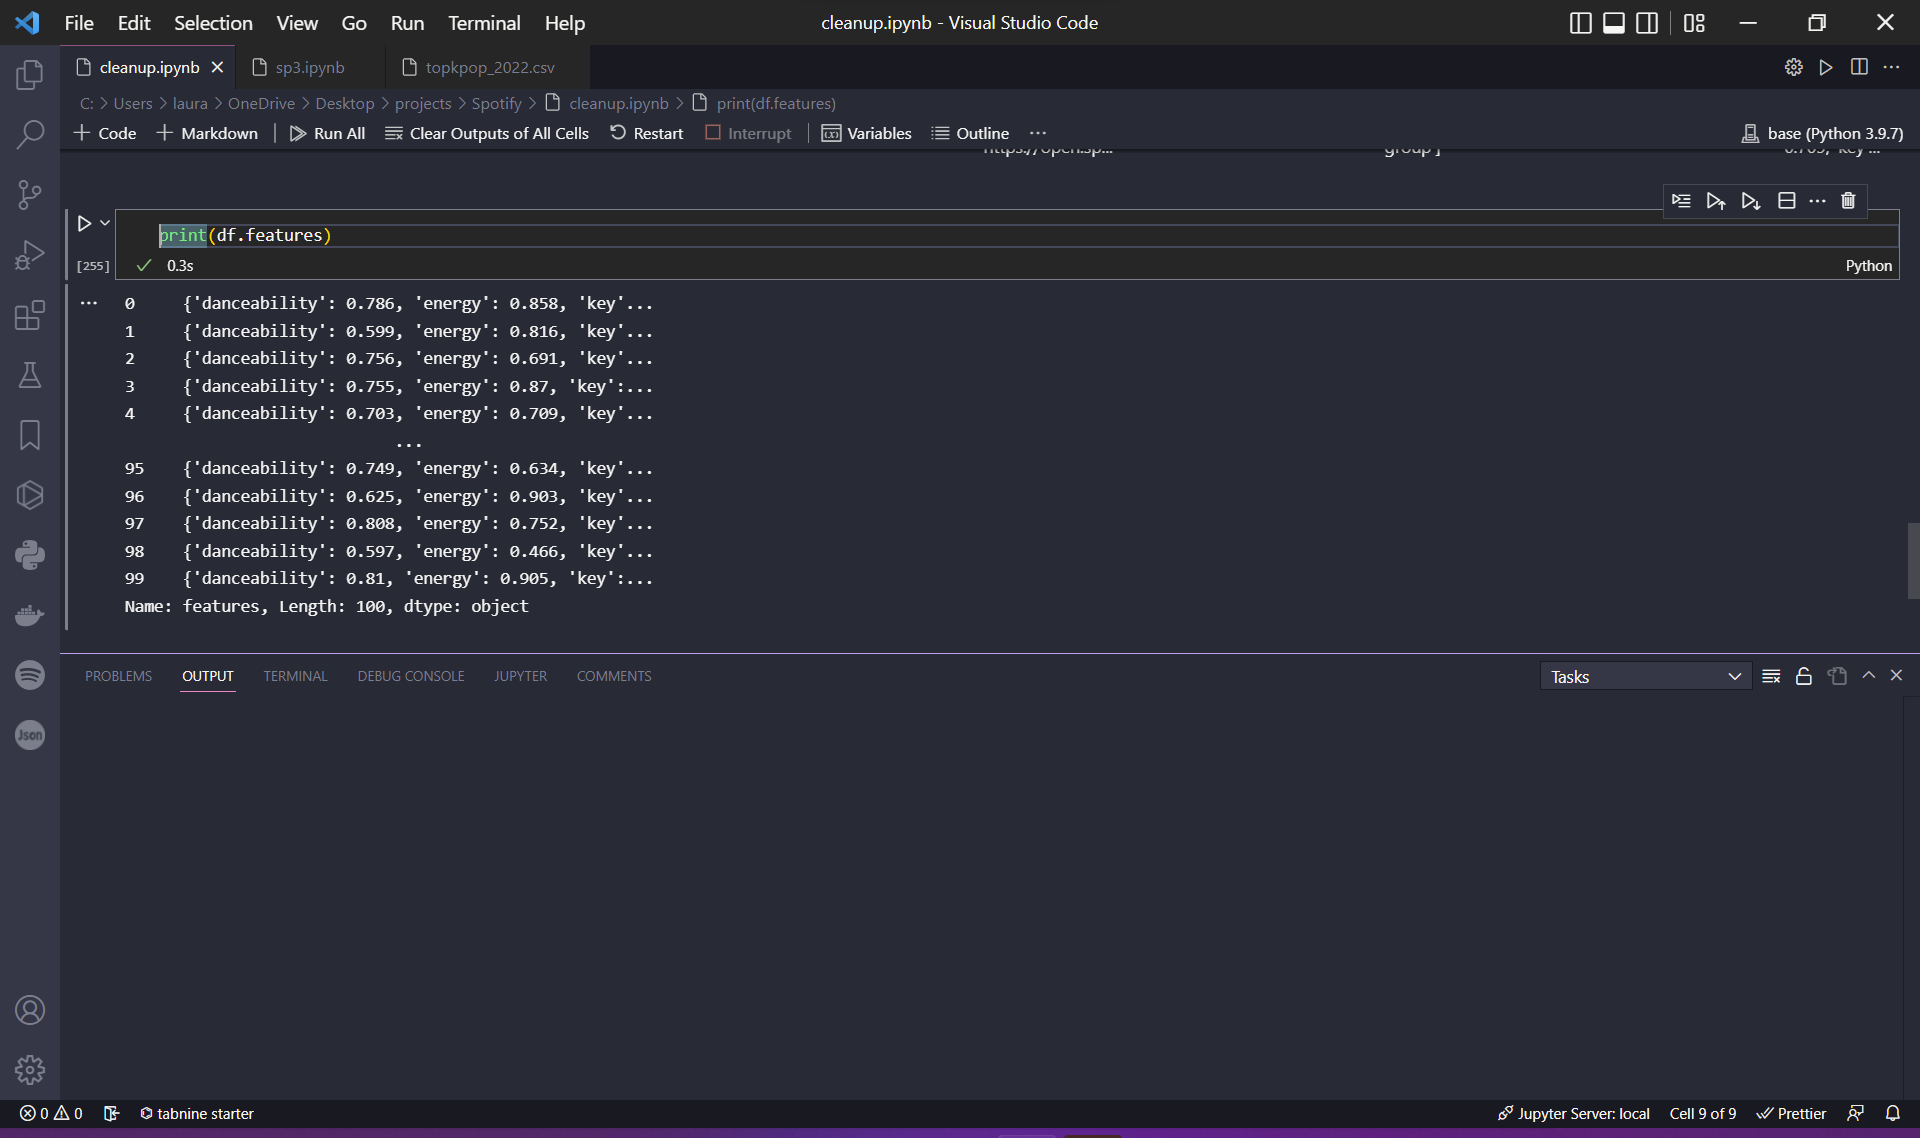 File Edit Selection View Go Run Terminal Help cleanup.ipynb - Visual Studio Code
cleanup.ipynb sp3.ipynb topkpop_2022.csv
C: > Users > laura > OneDrive > Desktop > projects > Spotify > cleanup.ipynb > print(df.features)
+ Code + Markdown Run All Clear Outputs of All Cells Restart Interrupt Variables Outline ... base (Python 3.9.7)
print(df.features)
[255] 0.3s Python
0 {'danceability': 0.786, 'energy': 0.858, 'key'...
1 {'danceability': 0.599, 'energy': 0.816, 'key'...
2 {'danceability': 0.756, 'energy': 0.691, 'key'...
3 {'danceability': 0.755, 'energy': 0.87, 'key':...
4 {'danceability': 0.703, 'energy': 0.709, 'key'...
...
95 {'danceability': 0.749, 'energy': 0.634, 'key'...
96 {'danceability': 0.625, 'energy': 0.903, 'key'...
97 {'danceability': 0.808, 'energy': 0.752, 'key'...
98 {'danceability': 0.597, 'energy': 0.466, 'key'...
99 {'danceability': 0.81, 'energy': 0.905, 'key':...
Name: features, Length: 100, dtype: object
PROBLEMS OUTPUT TERMINAL DEBUG CONSOLE JUPYTER COMMENTS Tasks
Json
0 0 tabnine starter Jupyter Server: local Cell 9 of 9 Prettier